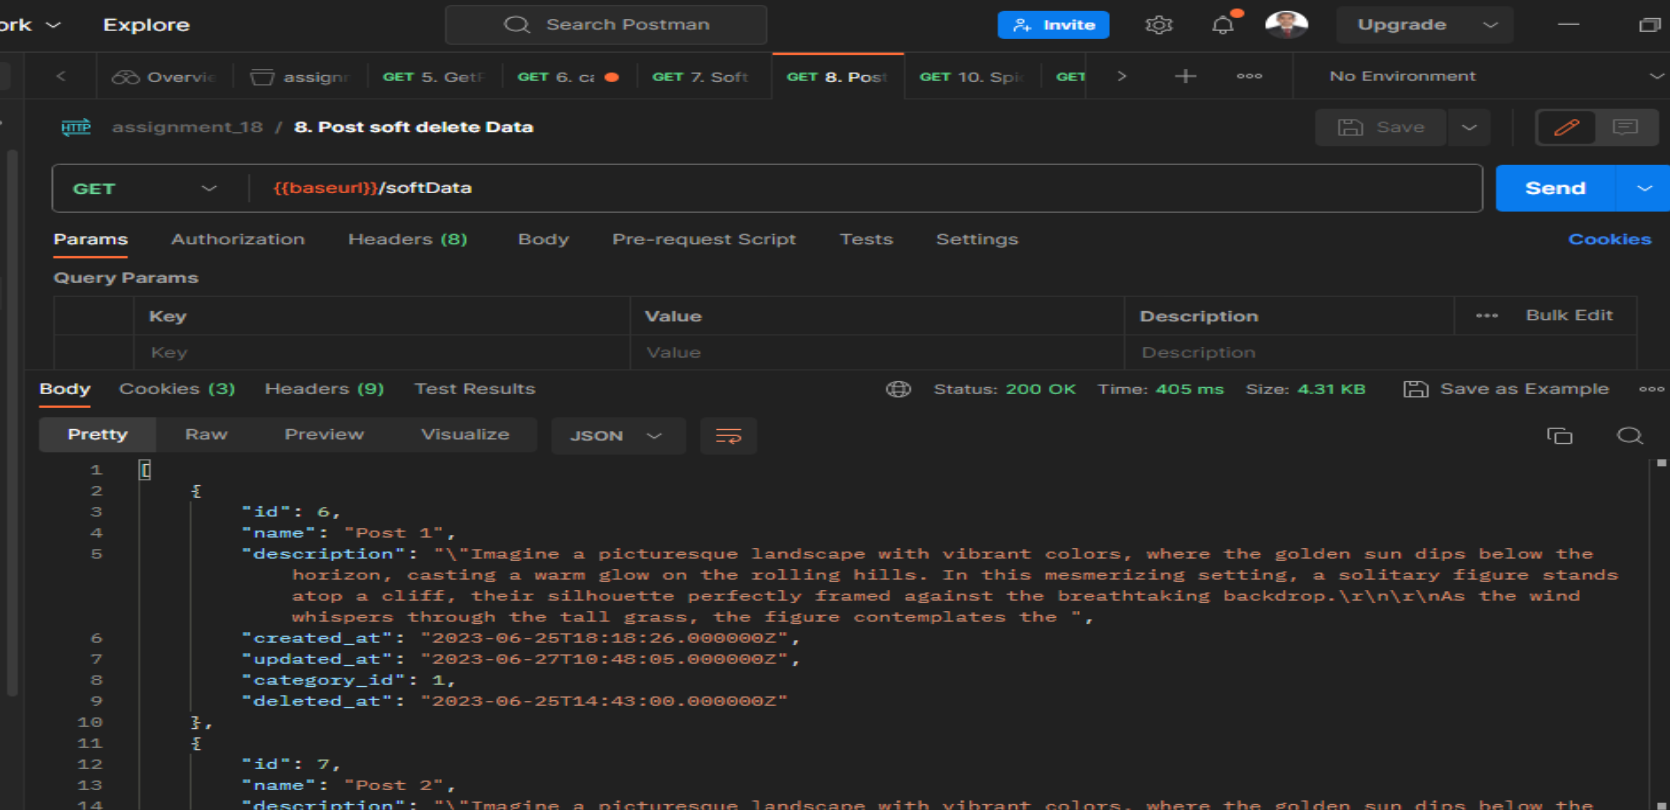 ork Explore Search Postman Invite Upgrade
Overvie assignm GET 5. GetP GET 6. ca GET 7. Soft GET 8. Post GET 10. Spic GET No Environment
HTTP assignment_18 / 8. Post soft delete Data Save
GET {{baseurl}}/softData Send
Params Authorization Headers (8) Body Pre-request Script Tests Settings Cookies
Query Params
Key Value Description Bulk Edit
Key Value Description
Body Cookies (3) Headers (9) Test Results Status: 200 OK Time: 405 ms Size: 4.31 KB Save as Example
Pretty Raw Preview Visualize JSON
1 [
2 {
3 "id": 6,
4 "name": "Post 1",
5 "description": "\"Imagine a picturesque landscape with vibrant colors, where the golden sun dips below the
horizon, casting a warm glow on the rolling hills. In this mesmerizing setting, a solitary figure stands
atop a cliff, their silhouette perfectly framed against the breathtaking backdrop.\r\n\r\nAs the wind
whispers through the tall grass, the figure contemplates the ",
6 "created_at": "2023-06-25T18:18:26.000000Z",
7 "updated_at": "2023-06-27T10:48:05.000000Z",
8 "category_id": 1,
9 "deleted_at": "2023-06-25T14:43:00.000000Z"
10 },
11 {
12 "id": 7,
13 "name": "Post 2",
14 "description": "\"Imagine a picturesque landscape with vibrant colors, where the golden sun dips below the